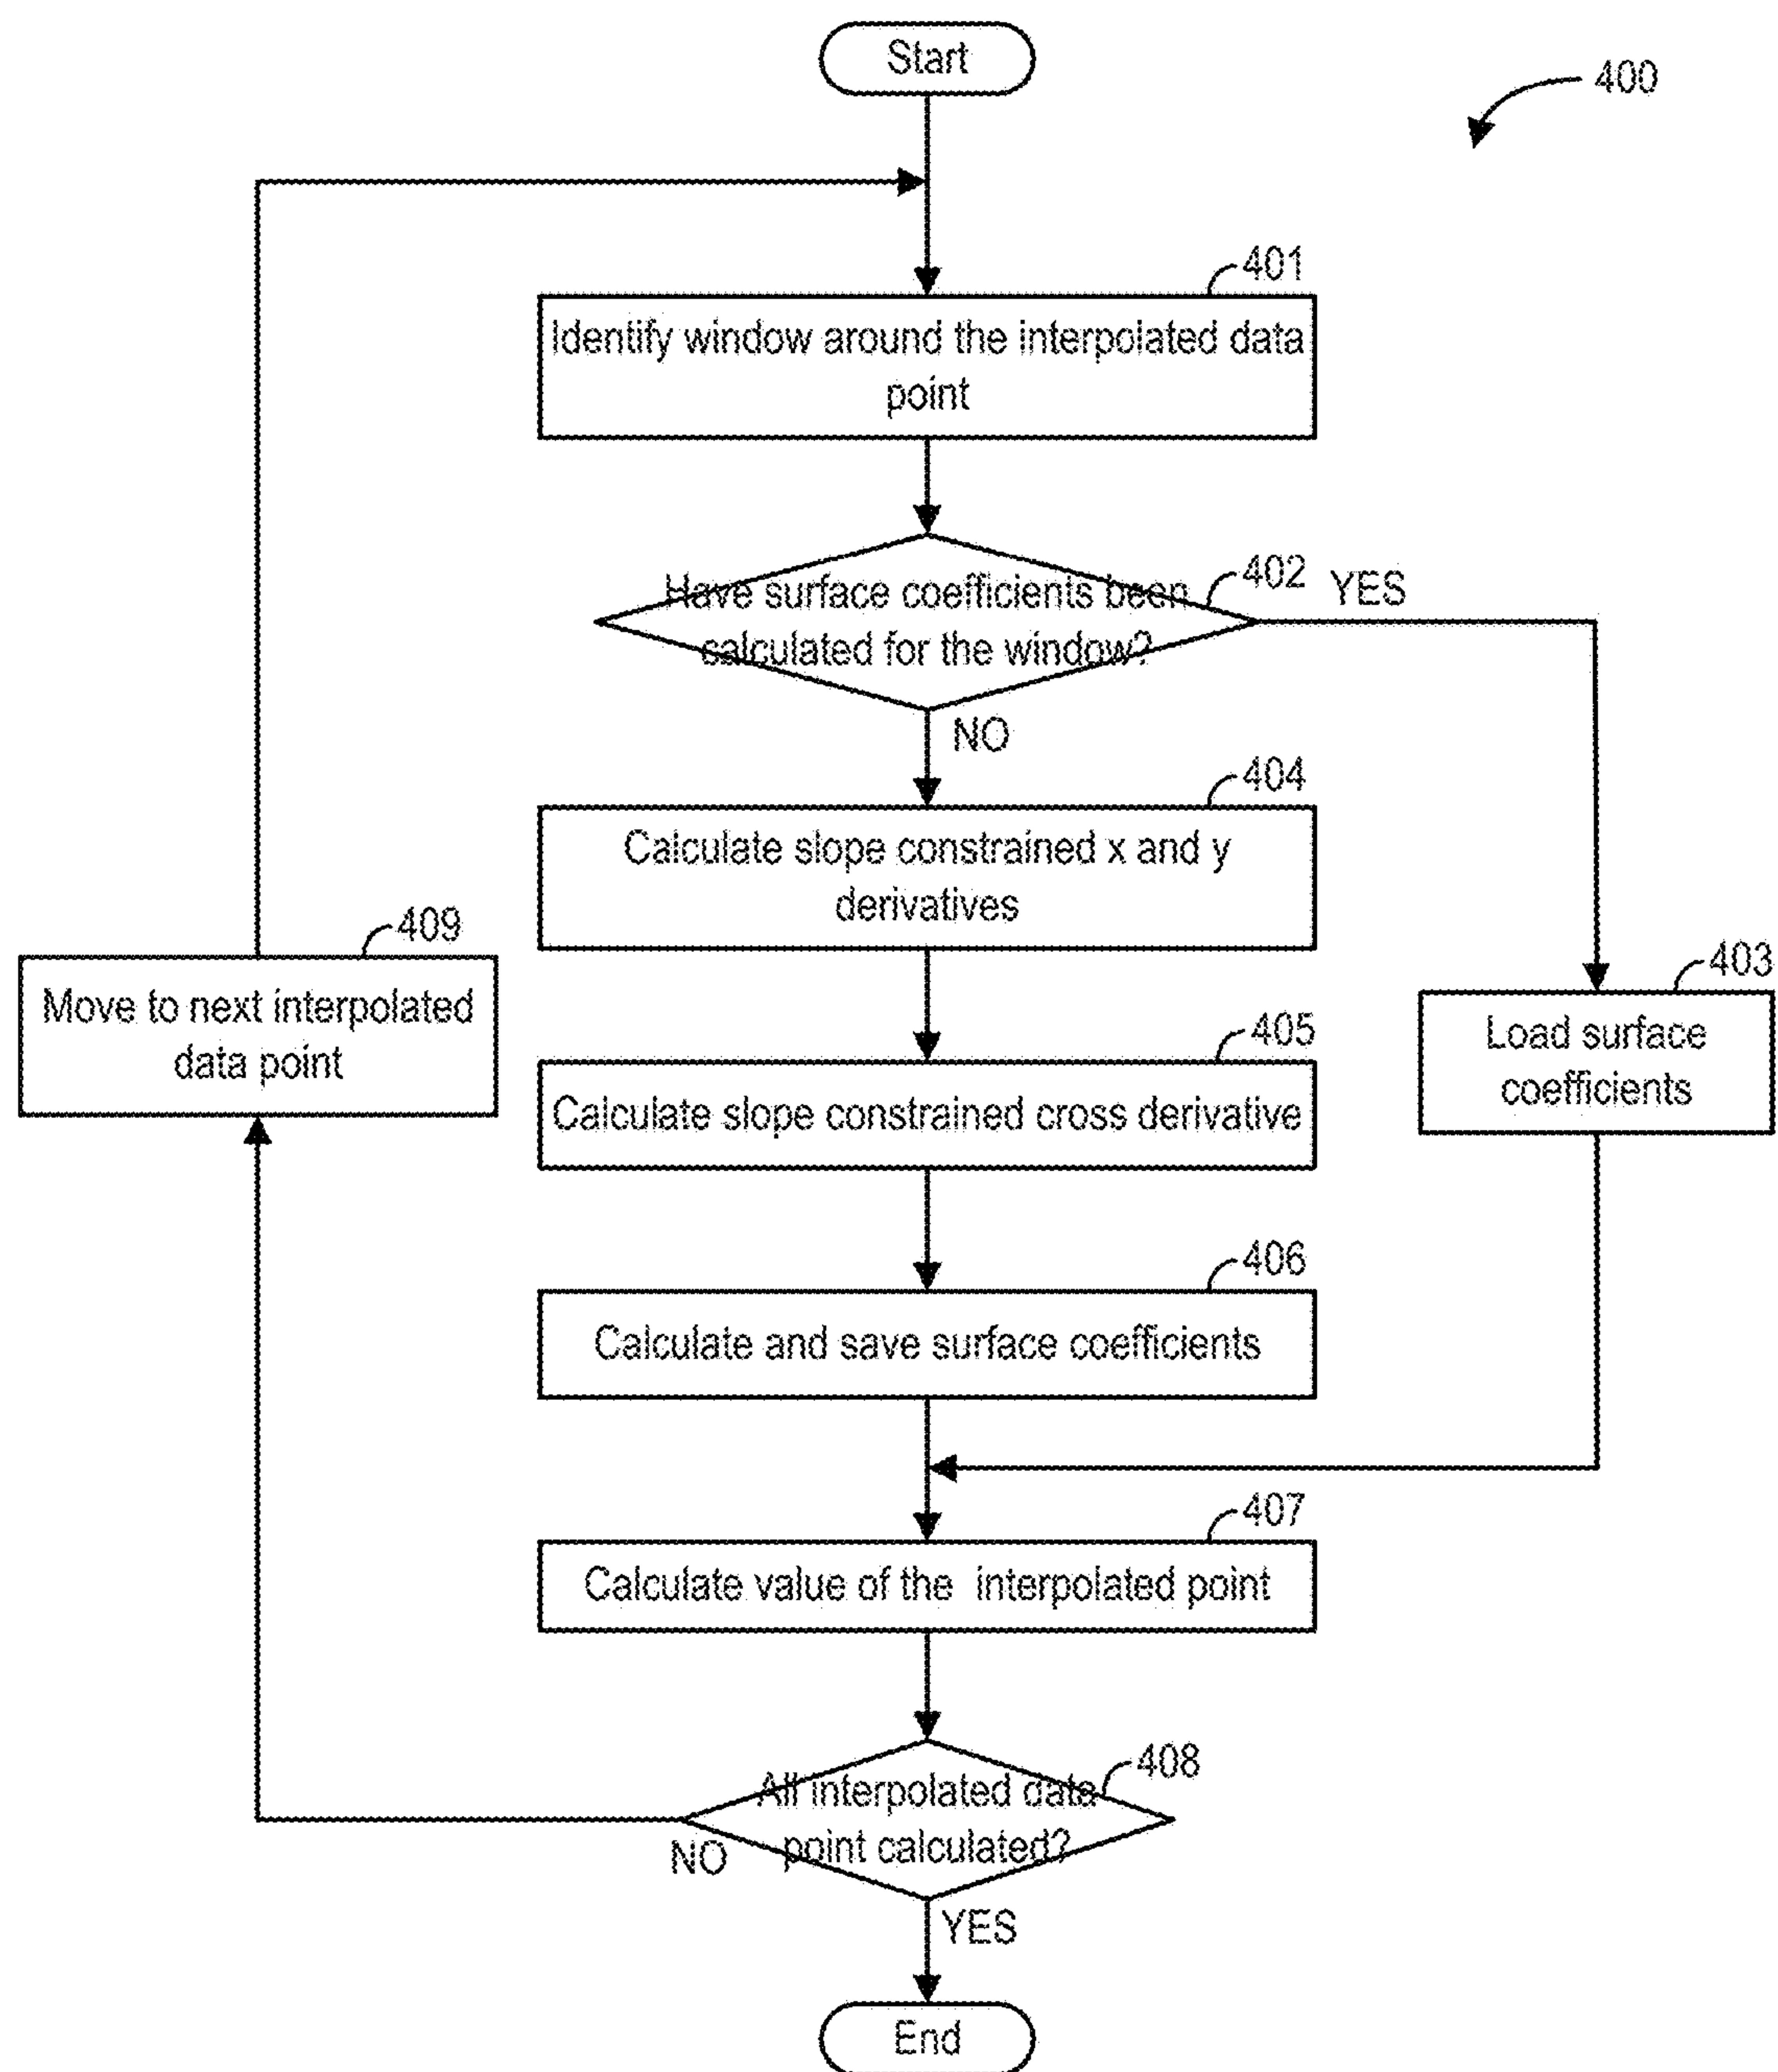 Start
400
401
Identify window around the interpolated data
point
402
YES
Have surface coefficients been
calculated for the window?
NO
404
Calculate slope constrained x and y
derivatives
409
Move to next interpolated
data point
403
Load surface
coefficients
405
Calculate slope constrained cross derivative
406
Calculate and save surface coefficients
407
Calculate value of the interpolated point
408
All interpolated data
point calculated?
NO
YES
End